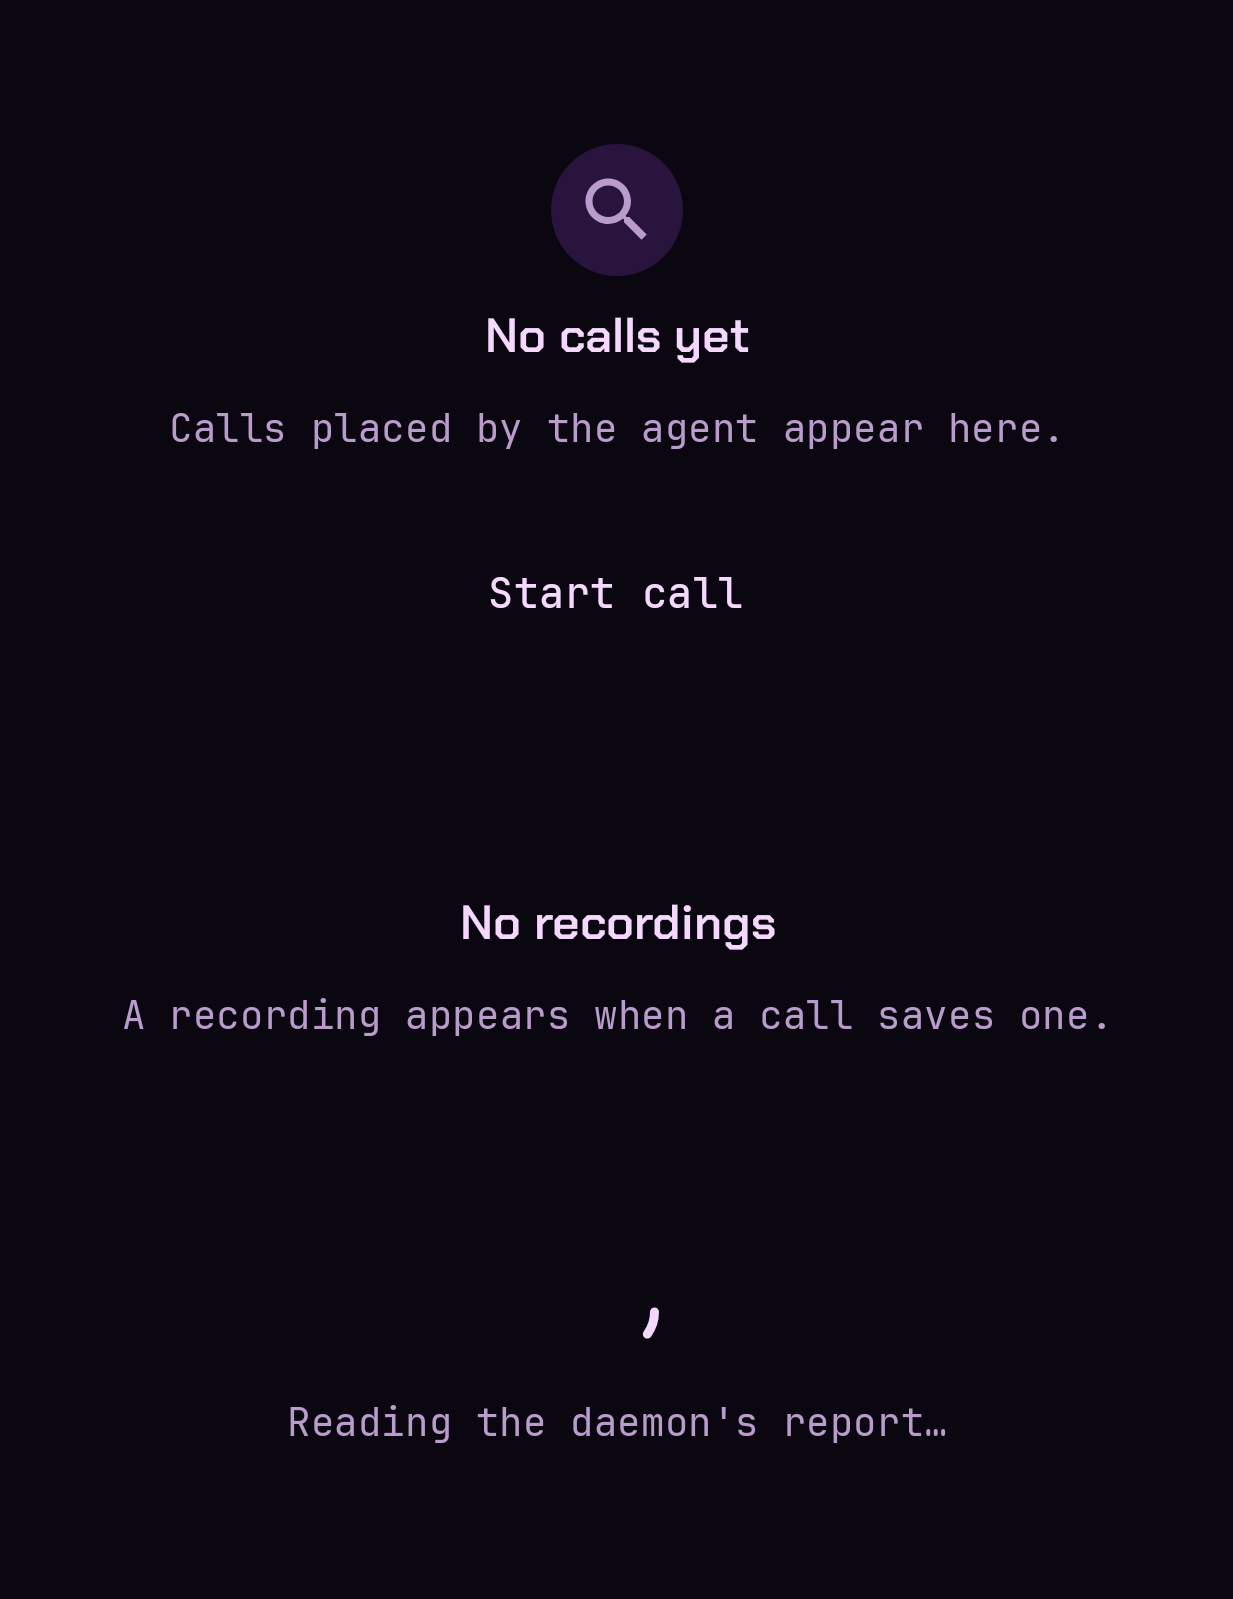 No calls yet
Calls placed by the agent appear here.
Start call
No recordings
A recording appears when a call saves one.
Reading the daemon's report…